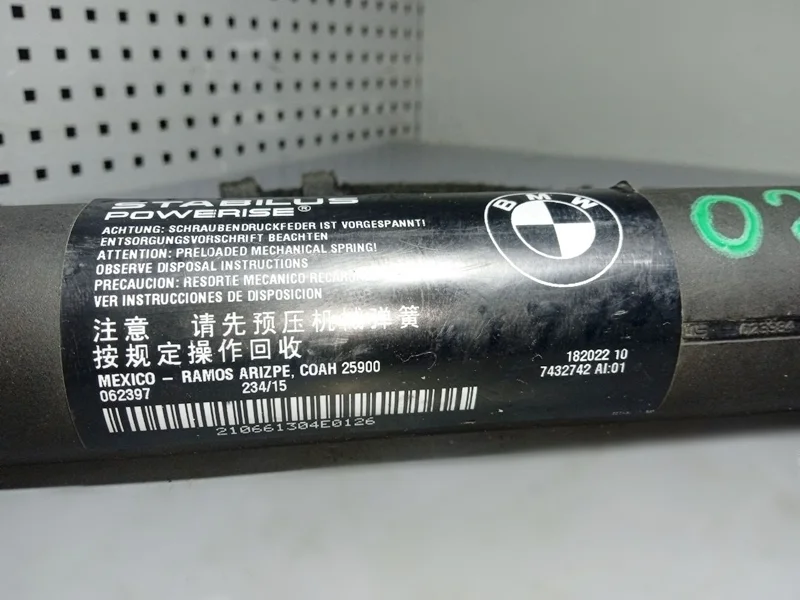 STABILUS
POWERISE®
ACHTUNG: SCHRAUBENDRUCKFEDER IST VORGESPANNT!
ENTSORGUNGSVORSCHRIFT BEACHTEN
ATTENTION: PRELOADED MECHANICAL SPRING!
OBSERVE DISPOSAL INSTRUCTIONS
PRECAUCION: RESORTE MECANICO
VER INSTRUCCIONES DE DISPOSICION
注意 请先预压机械弹簧
按规定操作回收
MEXICO – RAMOS ARIZPE, COAH 25900
062397 234/15
210661304E0126
BMW
182022 10
7432742 AI:01